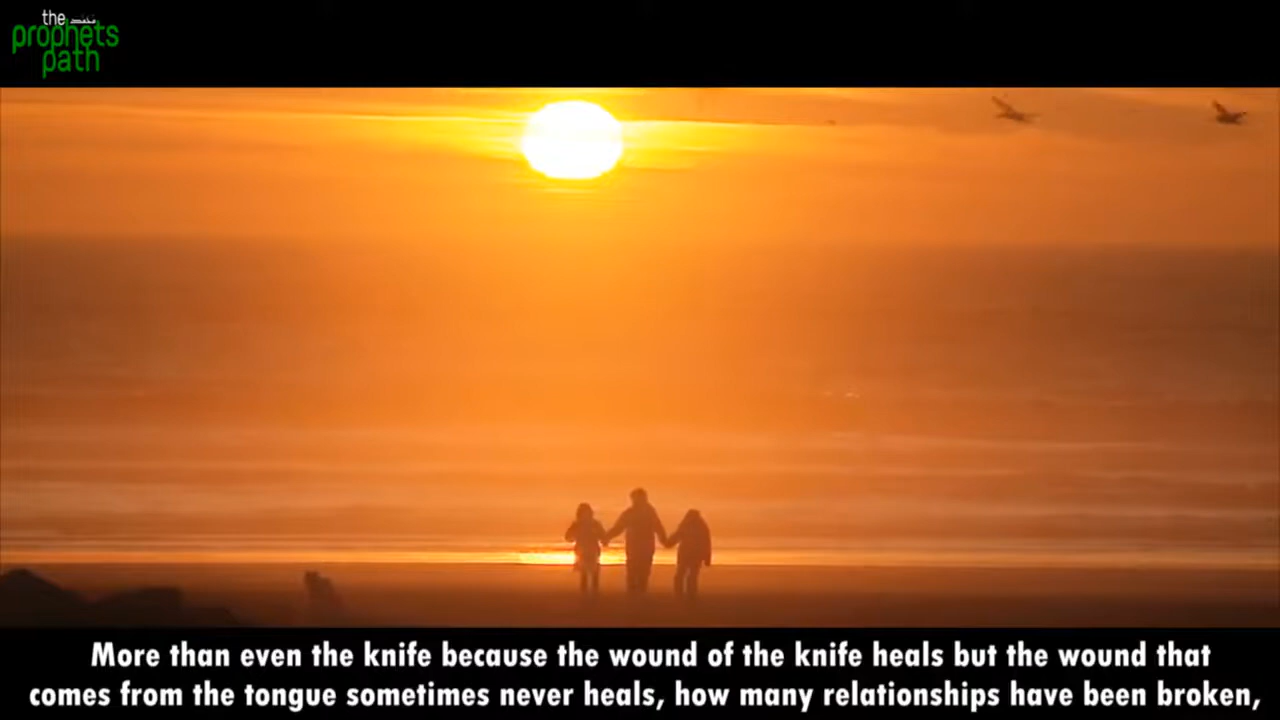 the محمد
prophets
path
More than even the knife because the wound of the knife heals but the wound that
comes from the tongue sometimes never heals, how many relationships have been broken,